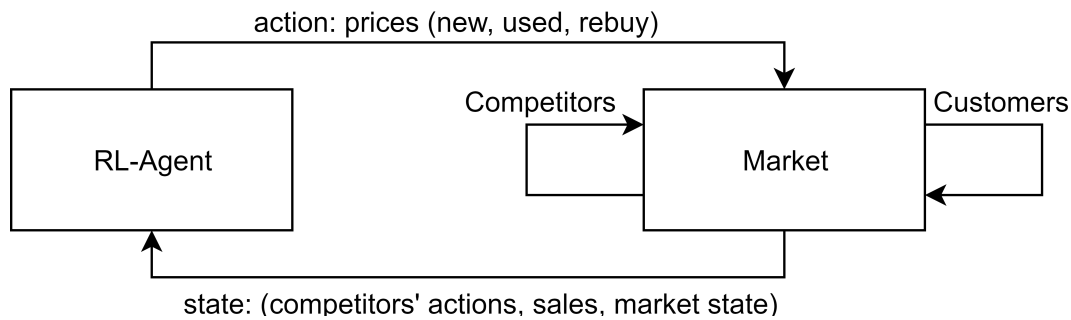 action: prices (new, used, rebuy)
Competitors
Customers
RL-Agent
Market
state: (competitors' actions, sales, market state)